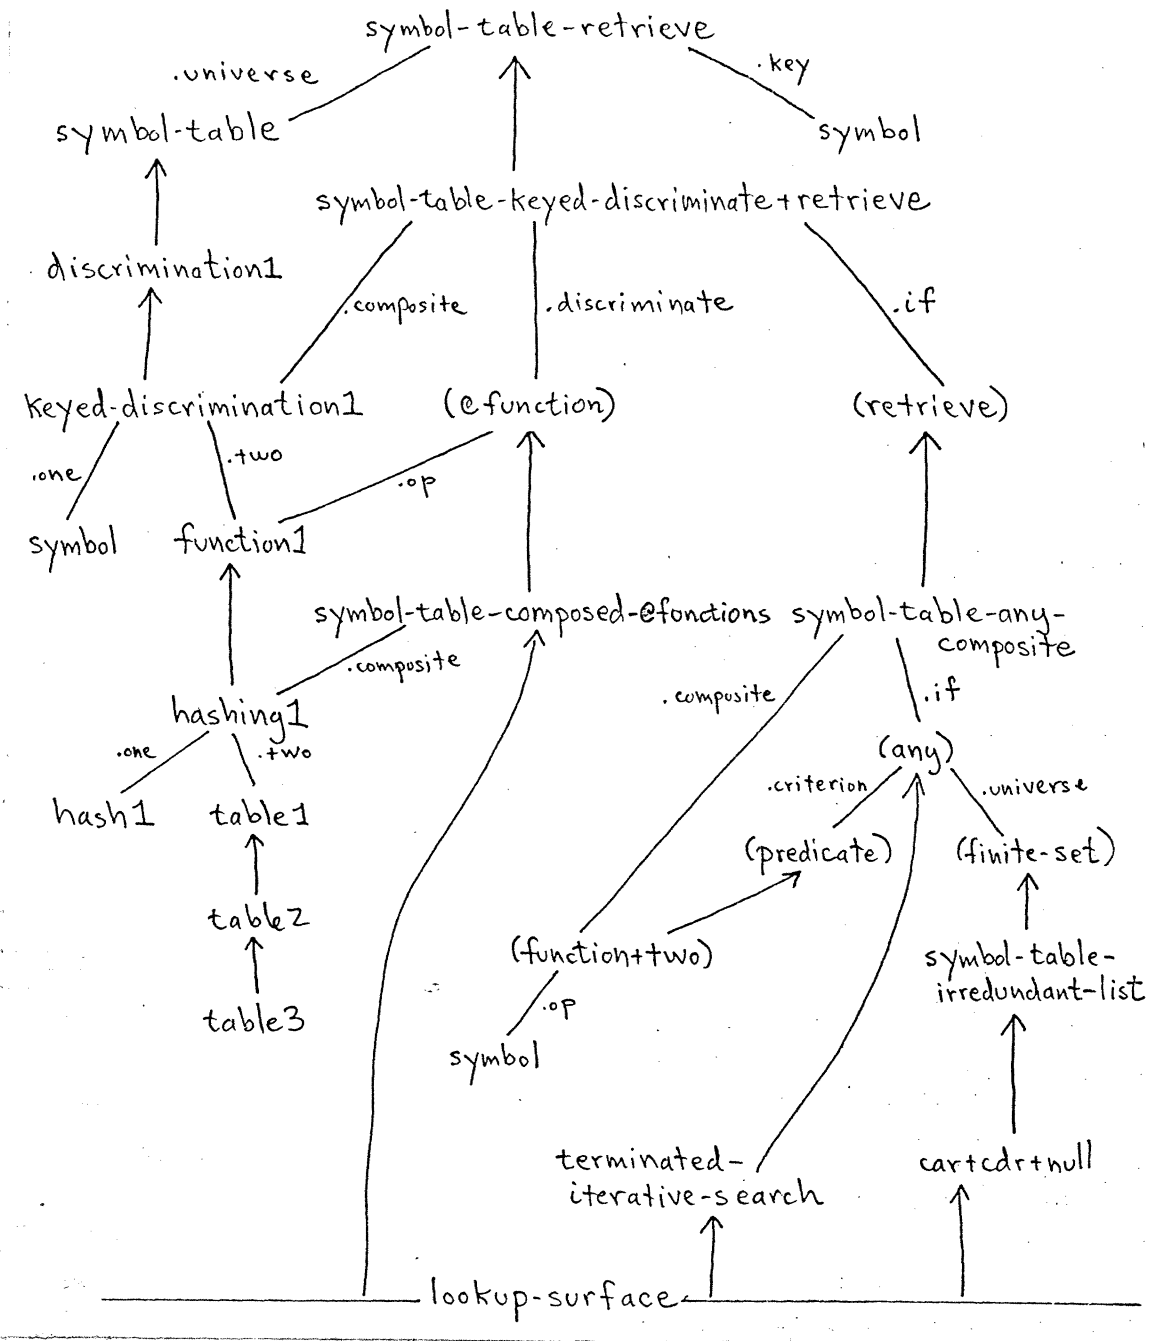 symbol-table-retrieve
.universe
.key
symbol-table
symbol
symbol-table-keyed-discriminate+retrieve
discrimination1
.composite
.discriminate
.if
keyed-discrimination1
(@function)
(retrieve)
.one
.two
.op
symbol
function1
symbol-table-composed-@fonctions
symbol-table-any-
composite
.composite
.composite
.if
hashing1
.one
.two
(any)
.criterion
.universe
hash1
table1
(predicate)
(finite-set)
table2
(function+two)
symbol-table-
irredundant-list
.op
table3
symbol
terminated-
iterative-search
car+cdr+null
lookup-surface